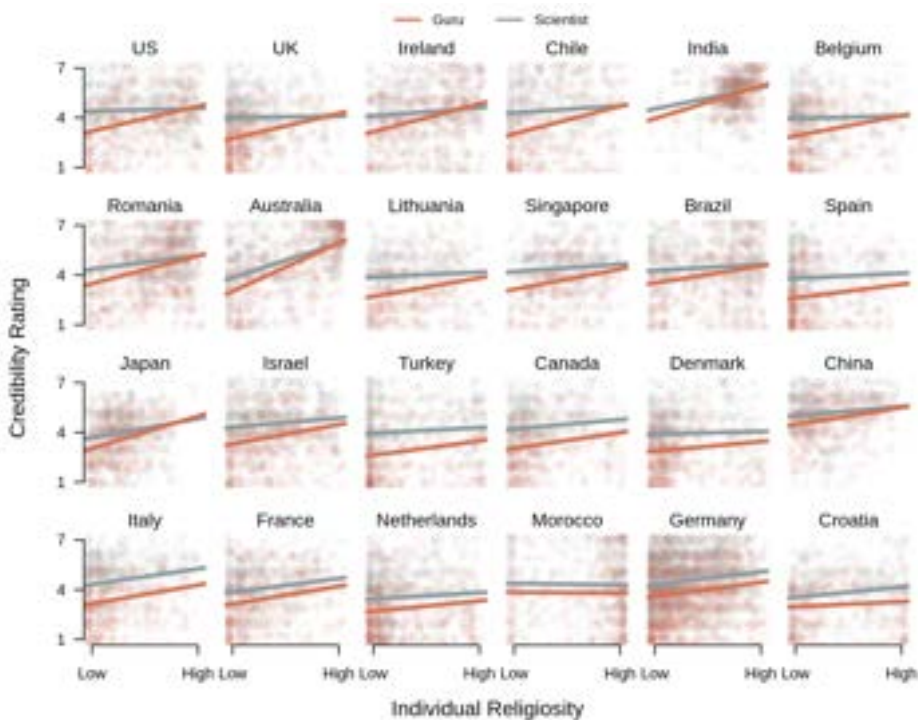 Guru Scientist
US UK Ireland Chile India Belgium
7
4
1
Romania Australia Lithuania Singapore Brazil Spain
7
4
1
Japan Israel Turkey Canada Denmark China
7
4
1
Italy France Netherlands Morocco Germany Croatia
7
4
1
Low High Low High Low High Low High Low High Low High
Individual Religiosity
Credibility Rating